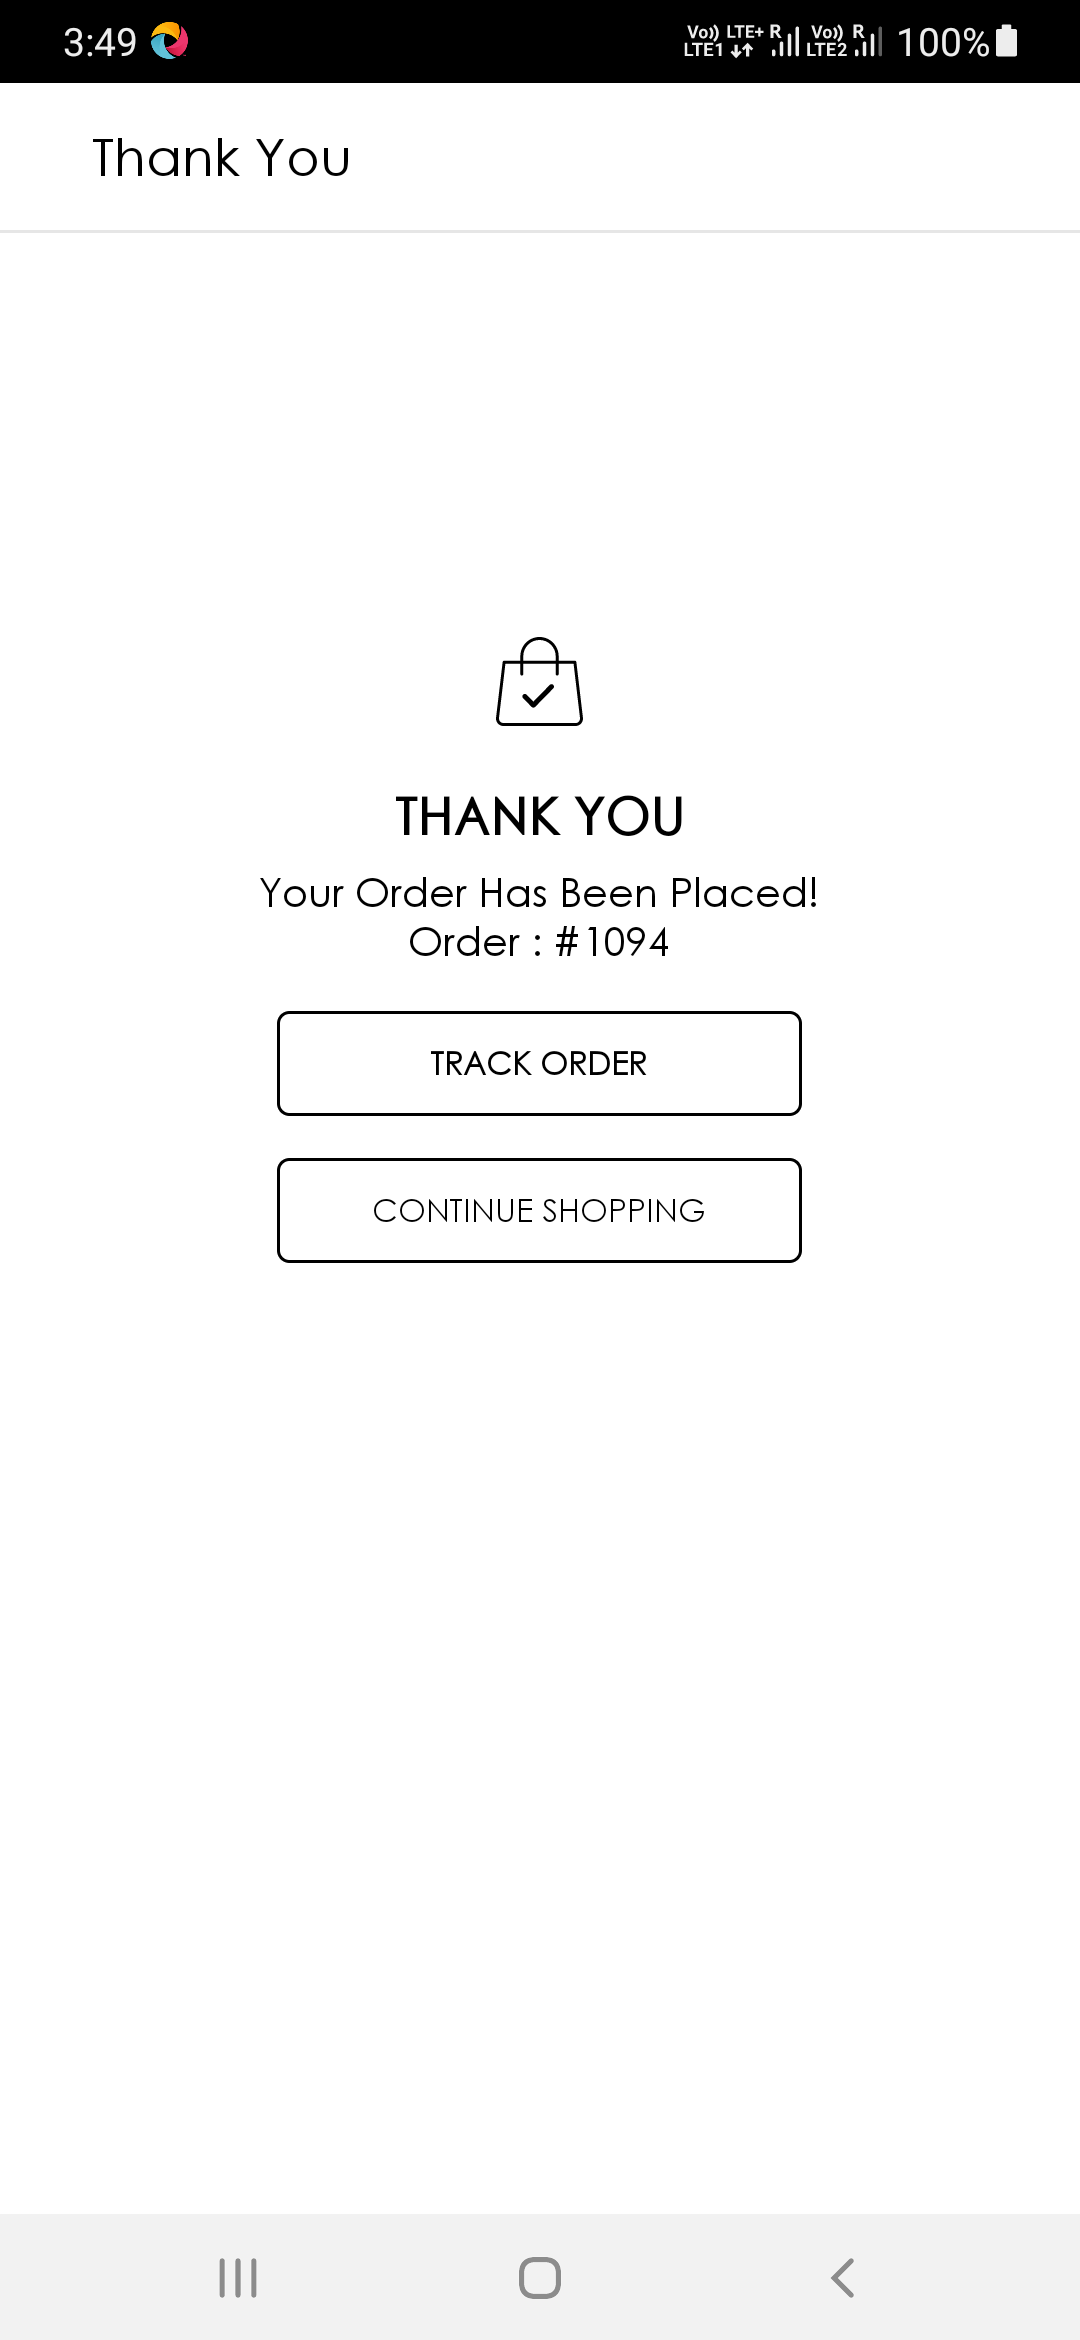 3:49 Vo)) LTE+ R Vo)) R 100%
LTE1 LTE2
Thank You
THANK YOU
Your Order Has Been Placed!
Order : #1094
TRACK ORDER
CONTINUE SHOPPING